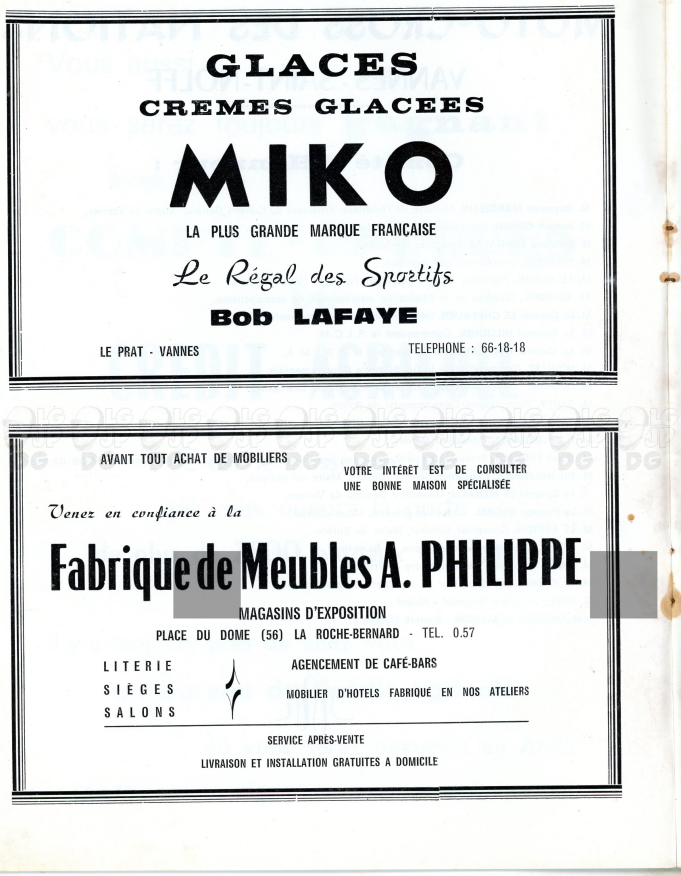 GLACES
CREMES GLACEES
MIKO
LA PLUS GRANDE MARQUE FRANÇAISE
Le Régal des Sportifs
Bob LAFAYE
LE PRAT - VANNES
TELEPHONE : 66-18-18
AVANT TOUT ACHAT DE MOBILIERS
VOTRE INTÉRÊT EST DE CONSULTER
UNE BONNE MAISON SPÉCIALISÉE
Venez en confiance à la
Fabrique de Meubles A. PHILIPPE
MAGASINS D'EXPOSITION
PLACE DU DOME (56) LA ROCHE-BERNARD - TEL. 0.57
LITERIE
SIÈGES
SALONS
AGENCEMENT DE CAFÉ-BARS
MOBILIER D'HOTELS FABRIQUÉ EN NOS ATELIERS
SERVICE APRÈS-VENTE
LIVRAISON ET INSTALLATION GRATUITES A DOMICILE